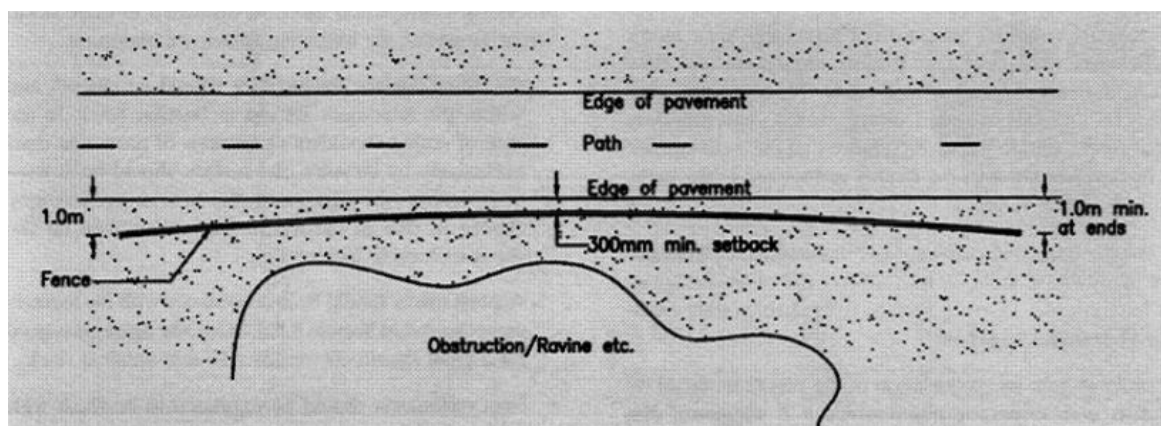 Edge of pavement
Path
Edge of pavement
1.0m
1.0m min.
at ends
300mm min. setback
Fence
Obstruction/Ravine etc.